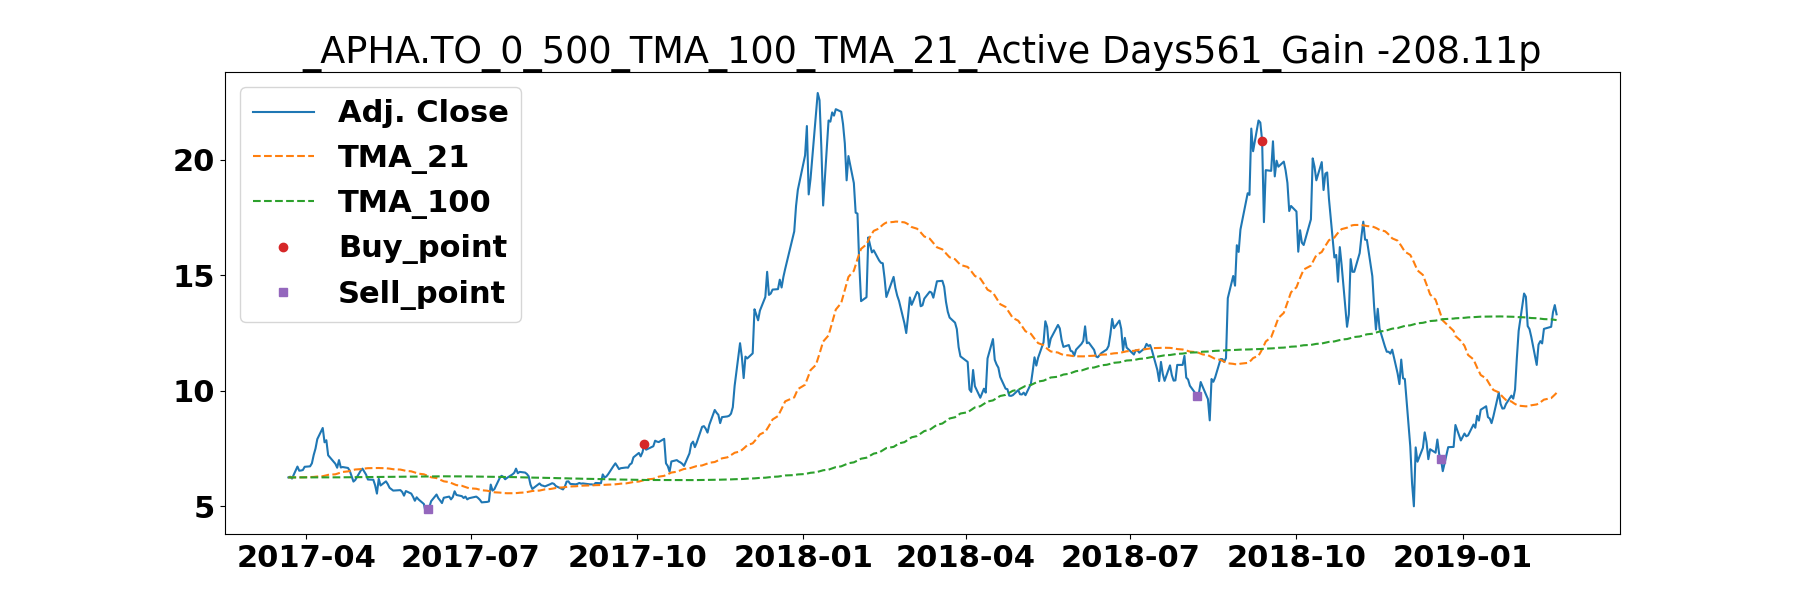 _APHA.TO_0_500_TMA_100_TMA_21_Active Days561_Gain -208.11p
Adj. Close
TMA_21
TMA_100
Buy_point
Sell_point
20
15
10
5
2017-04 2017-07 2017-10 2018-01 2018-04 2018-07 2018-10 2019-01